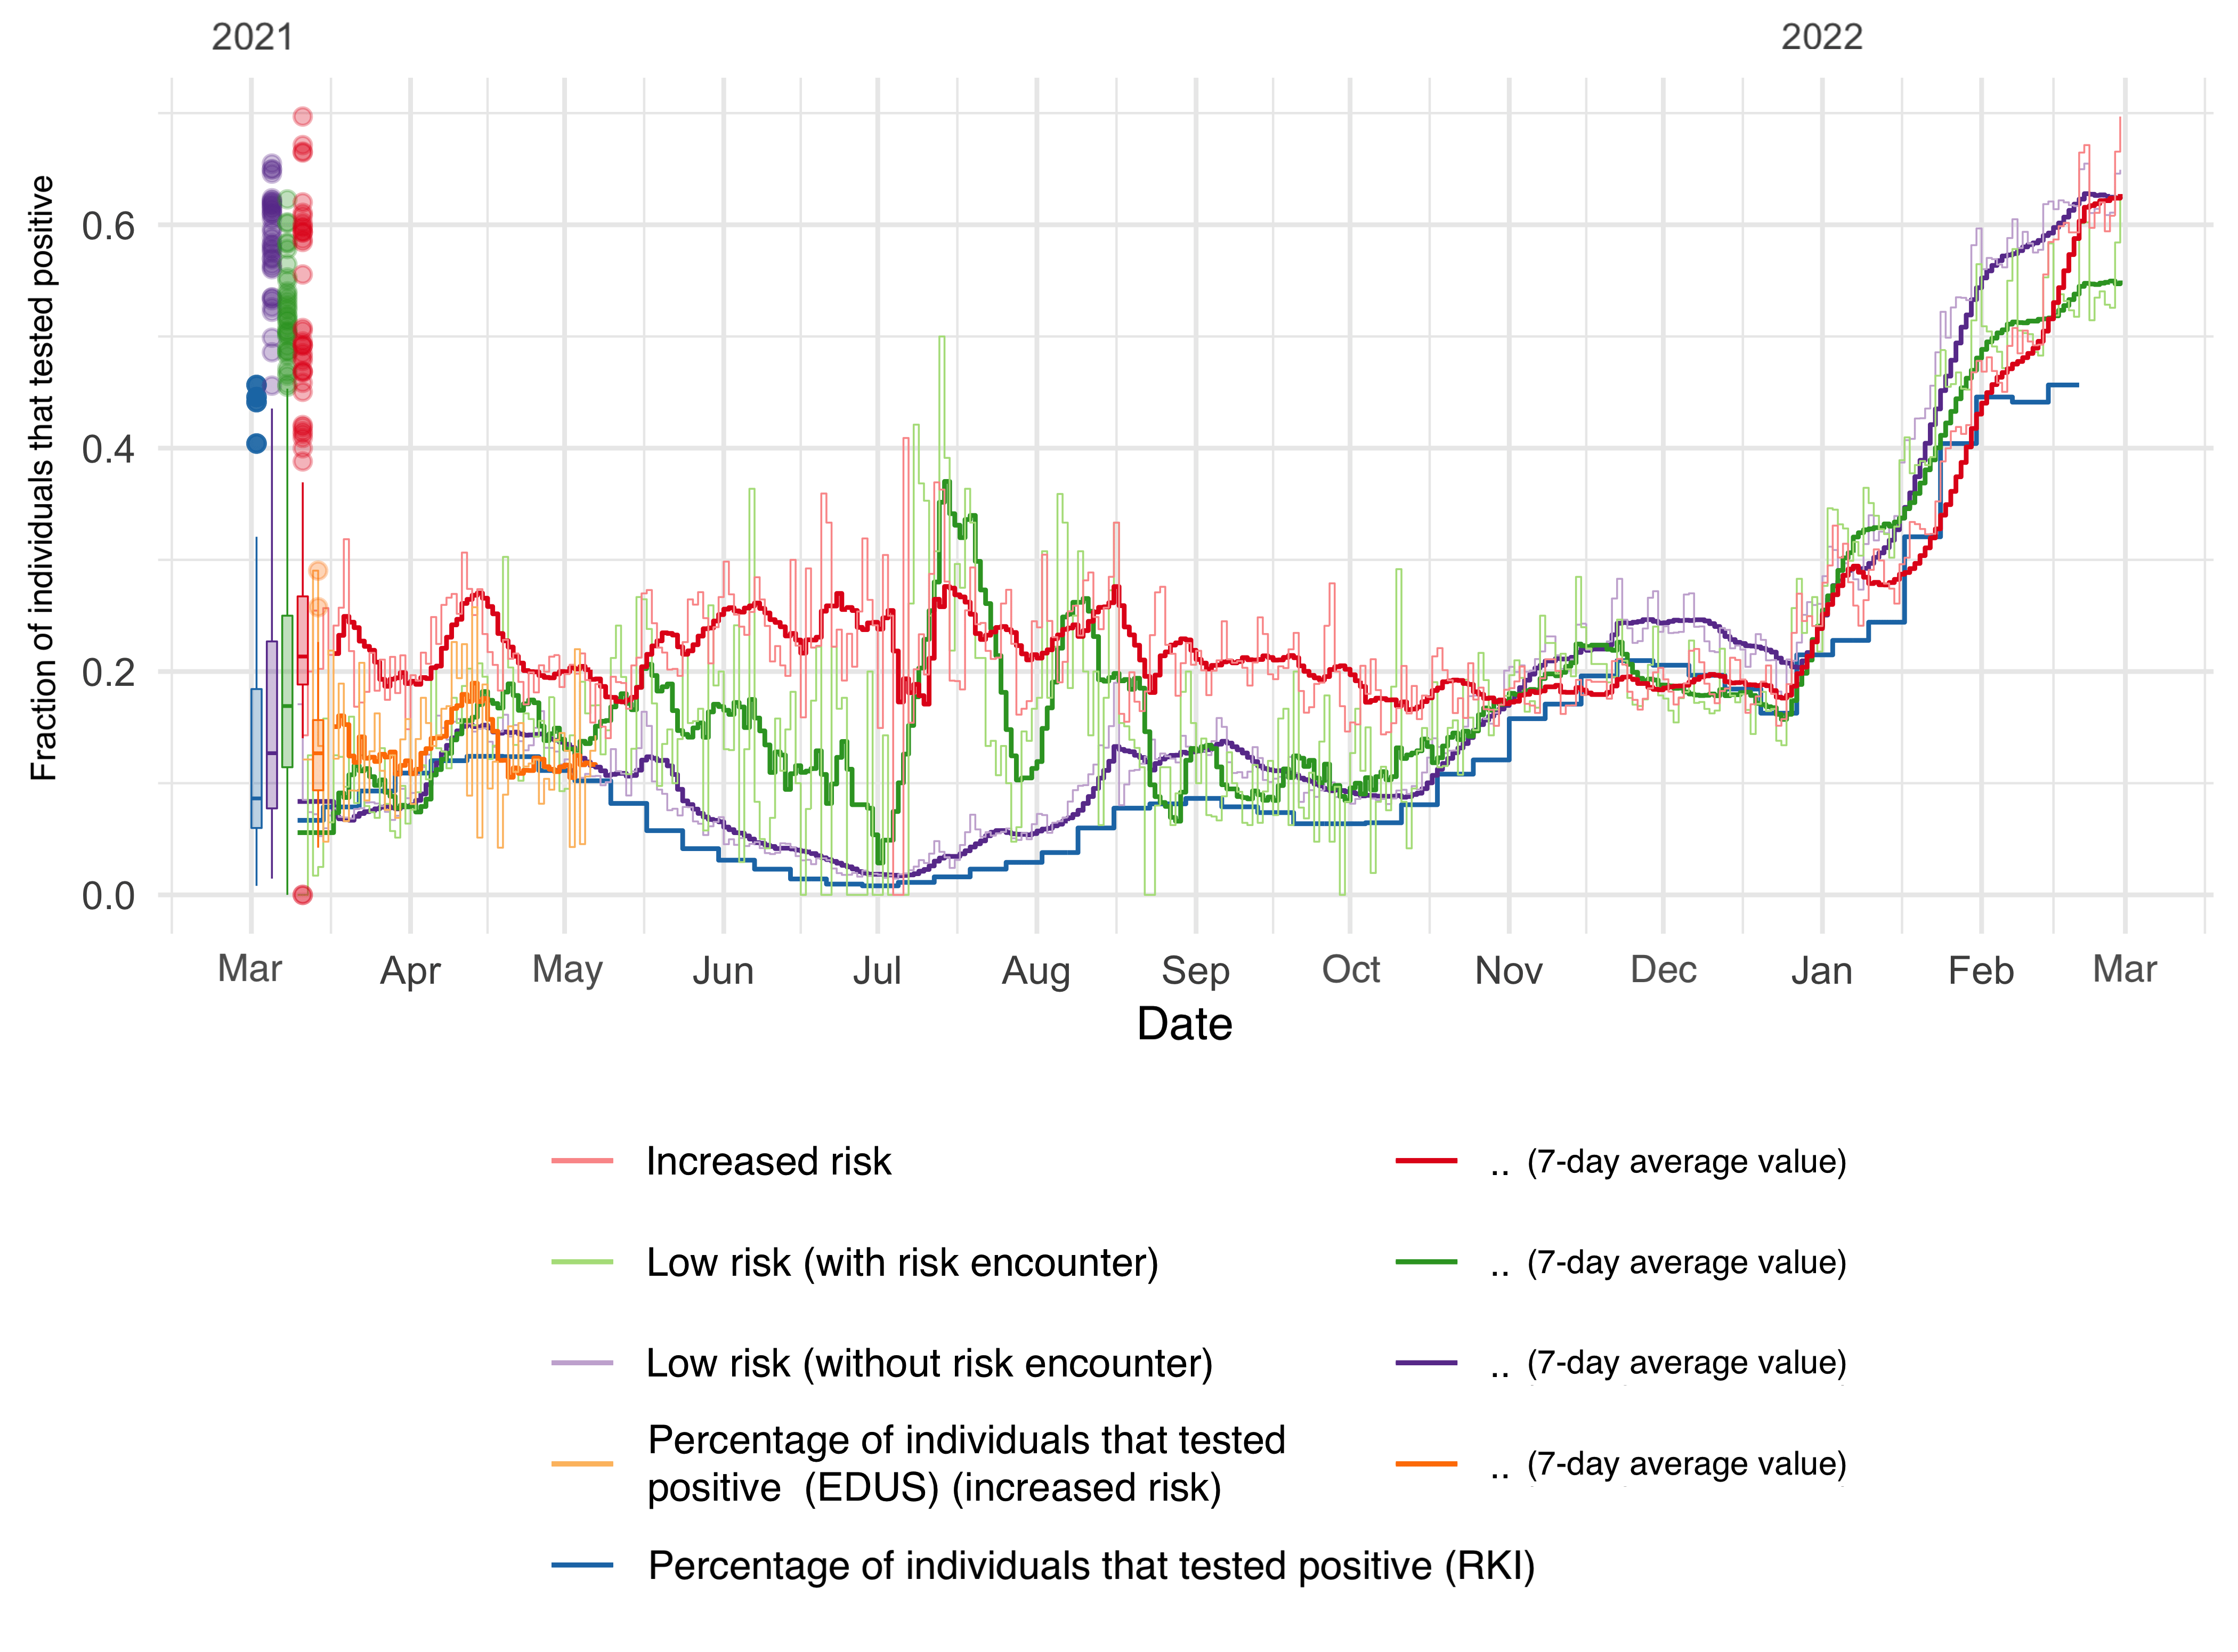 2021 2022
Fraction of individuals that tested positive
0.6
0.4
0.2
0.0
Mar Apr May Jun Jul Aug Sep Oct Nov Dec Jan Feb Mar
Date
Increased risk .. (7-day average value)
Low risk (with risk encounter) .. (7-day average value)
Low risk (without risk encounter) .. (7-day average value)
Percentage of individuals that tested
positive (EDUS) (increased risk) .. (7-day average value)
Percentage of individuals that tested positive (RKI)